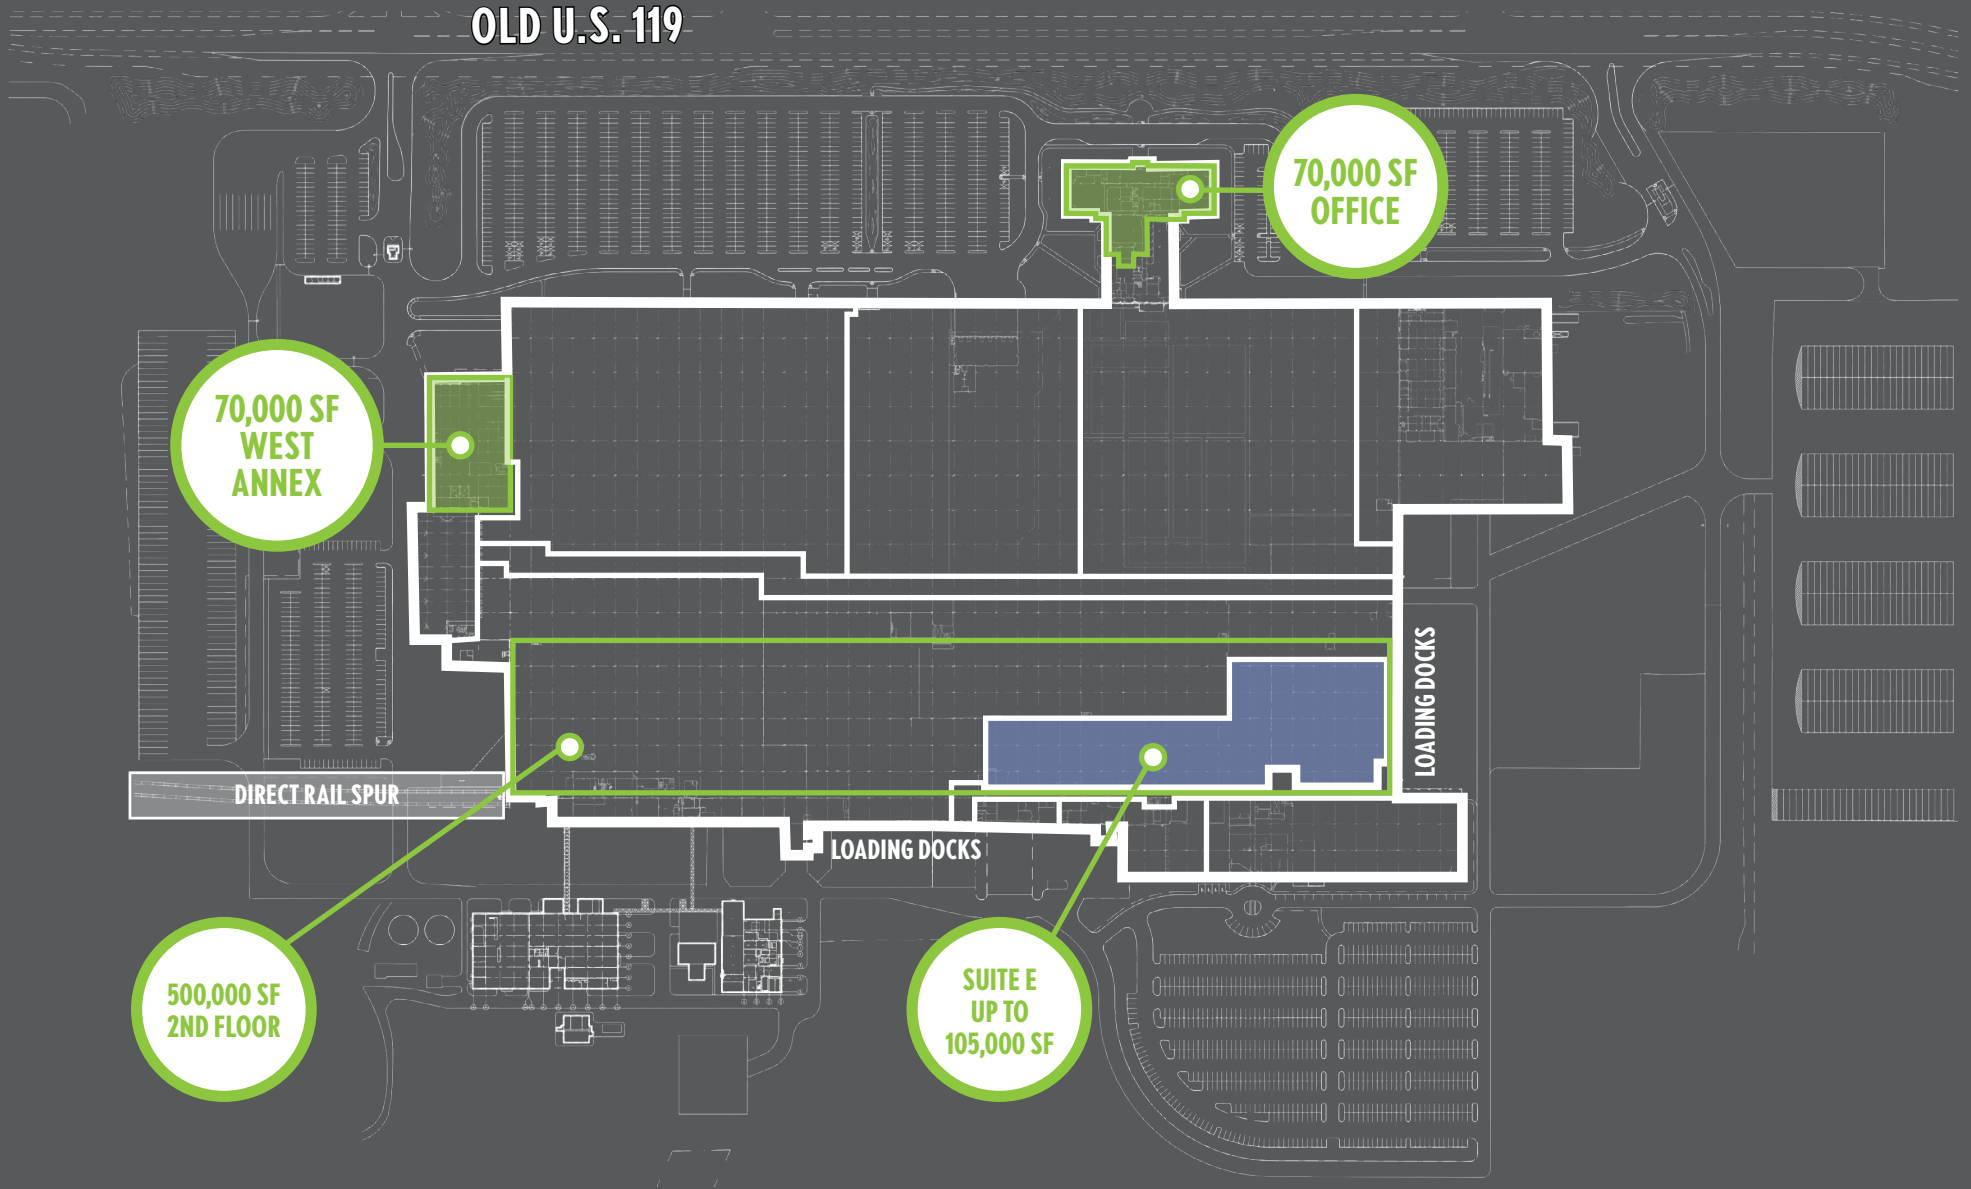 OLD U.S. 119
70,000 SF
OFFICE
70,000 SF
WEST
ANNEX
LOADING DOCKS
DIRECT RAIL SPUR
LOADING DOCKS
500,000 SF
2ND FLOOR
SUITE E
UP TO
105,000 SF